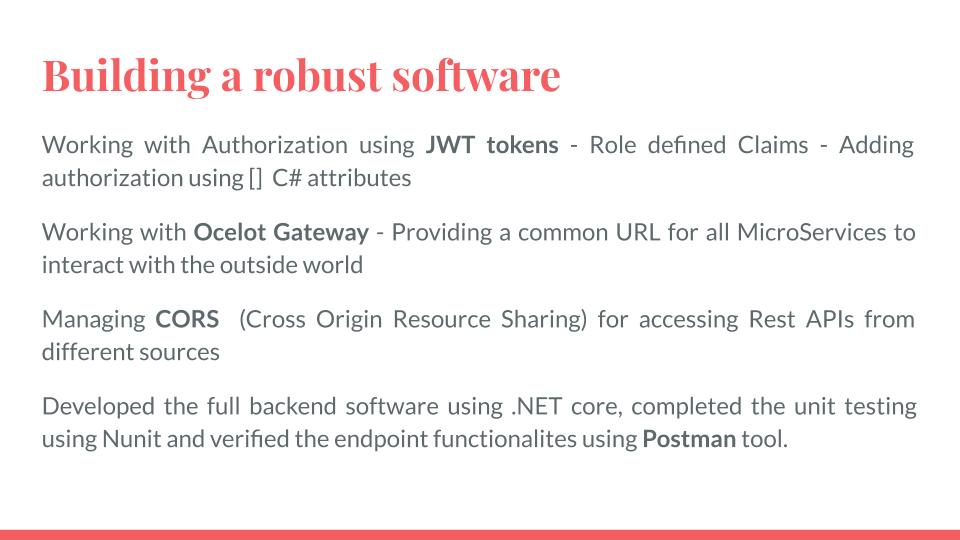 Building a robust software
Working with Authorization using JWT tokens - Role defined Claims - Adding
authorization using []  C# attributes
Working with Ocelot Gateway - Providing a common URL for all MicroServices to
interact with the outside world
Managing CORS  (Cross Origin Resource Sharing) for accessing Rest APIs from
different sources
Developed the full backend software using .NET core, completed the unit testing
using Nunit and verified the endpoint functionalites using Postman tool.